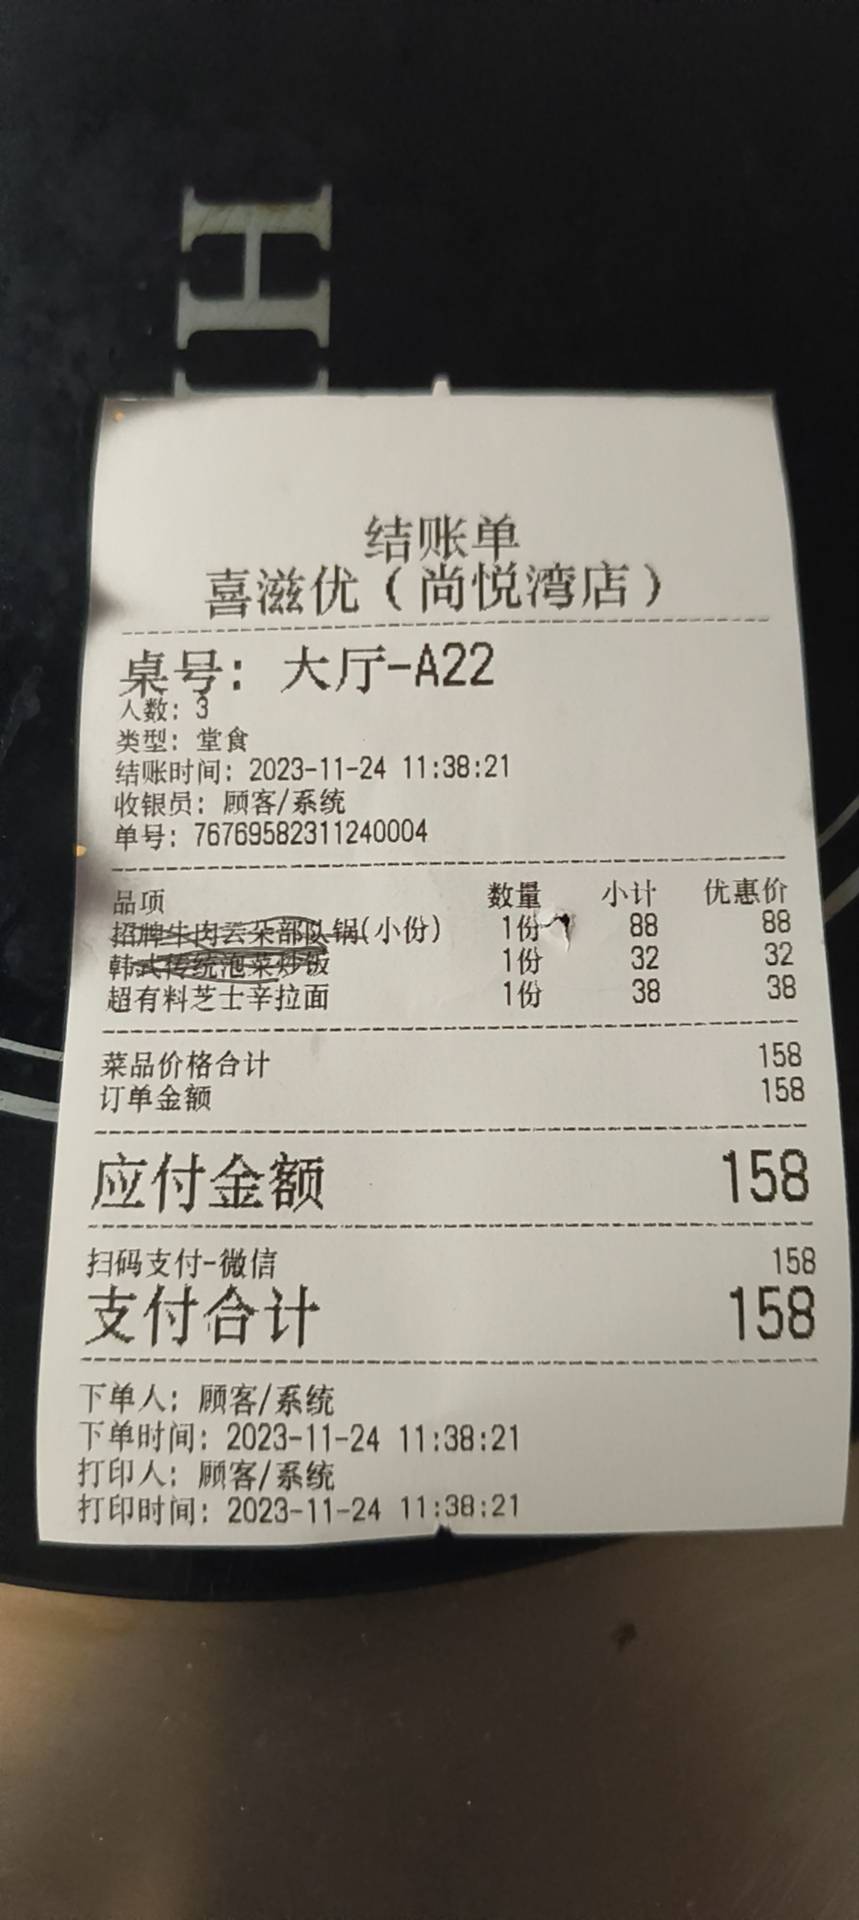 H
结账单
喜滋优（尚悦湾店）
桌号： 大厅-A22
人数：3
类型：堂食
结账时间：2023-11-24 11:38:21
收银员：顾客/系统
单号：76769582311240004
品项 数量 小计 优惠价
招牌牛肉云朵部队锅(小份) 1份 88 88
韩式传统泡菜炒饭 1份 32 32
超有料芝士辛拉面 1份 38 38
菜品价格合计 158
订单金额 158
应付金额 158
扫码支付-微信 158
支付合计 158
下单人：顾客/系统
下单时间：2023-11-24 11:38:21
打印人：顾客/系统
打印时间：2023-11-24 11:38:21